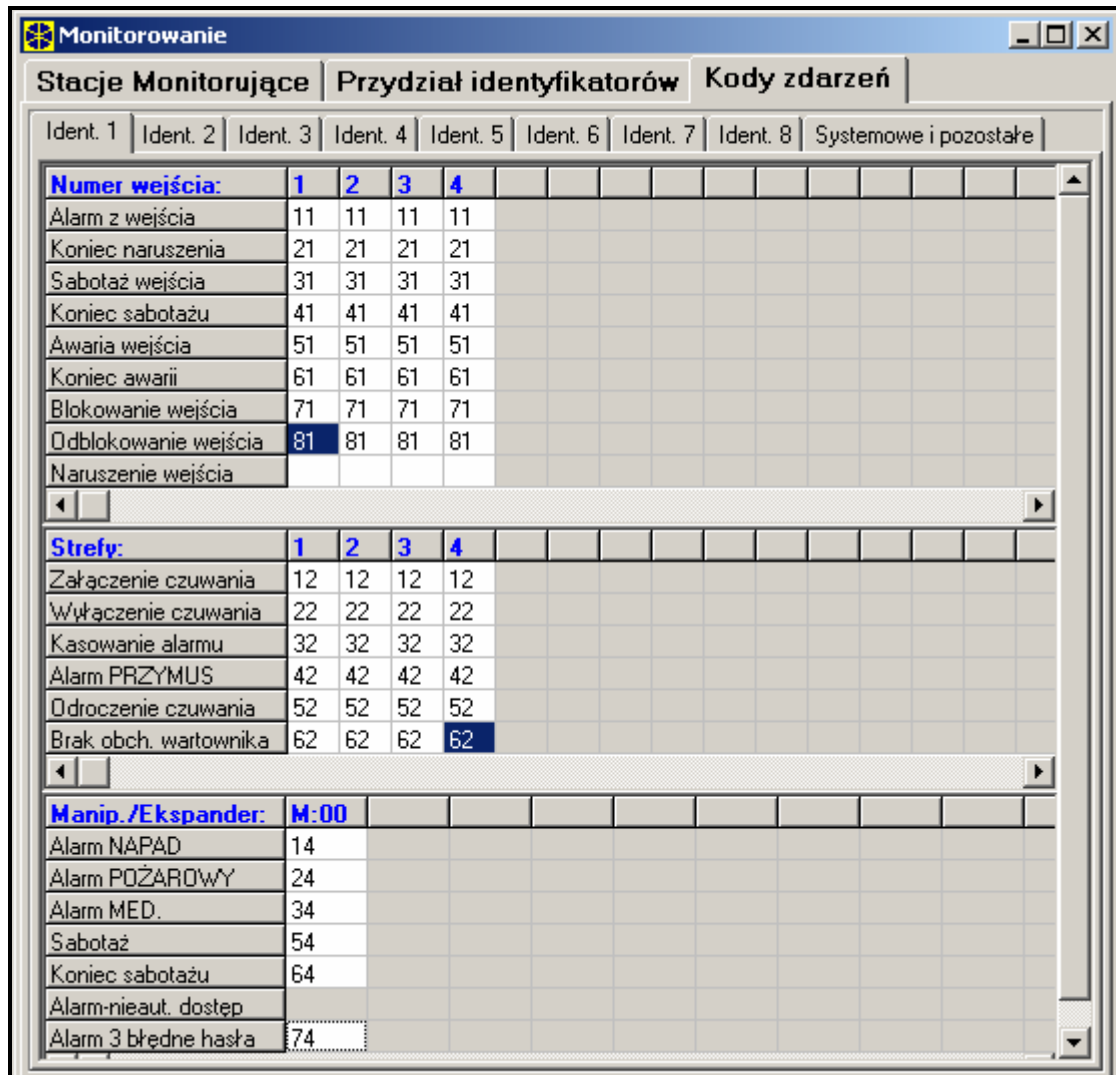 Monitorowanie
Stacje Monitorujące Przydział identyfikatorów Kody zdarzeń
Ident. 1 Ident. 2 Ident. 3 Ident. 4 Ident. 5 Ident. 6 Ident. 7 Ident. 8 Systemowe i pozostałe
Numer wejścia: 1 2 3 4
Alarm z wejścia 11 11 11 11
Koniec naruszenia 21 21 21 21
Sabotaż wejścia 31 31 31 31
Koniec sabotażu 41 41 41 41
Awaria wejścia 51 51 51 51
Koniec awarii 61 61 61 61
Blokowanie wejścia 71 71 71 71
Odblokowanie wejścia 81 81 81 81
Naruszenie wejścia
Strefy: 1 2 3 4
Załączenie czuwania 12 12 12 12
Wyłączenie czuwania 22 22 22 22
Kasowanie alarmu 32 32 32 32
Alarm PRZYMUS 42 42 42 42
Odroczenie czuwania 52 52 52 52
Brak obch. wartownika 62 62 62 62
Manip./Ekspander: M:00
Alarm NAPAD 14
Alarm POŻAROWY 24
Alarm MED. 34
Sabotaż 54
Koniec sabotażu 64
Alarm-nieaut. dostęp
Alarm 3 błędne hasła 74